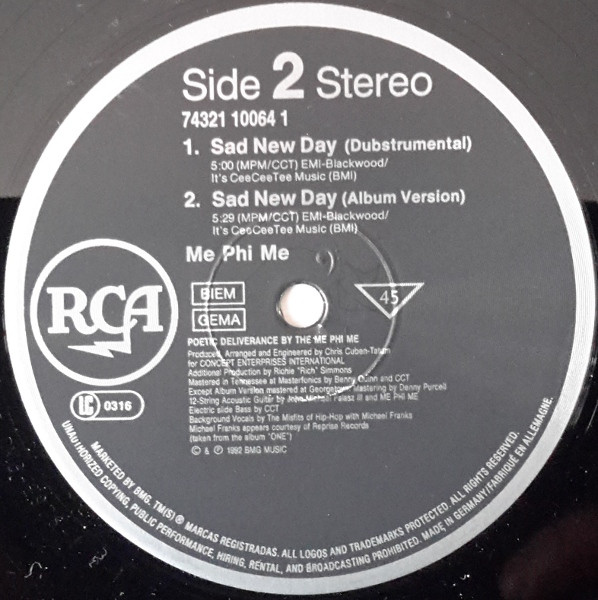 Side 2 Stereo
74321 10064 1
1. Sad New Day (Dubstrumental)
5:00 (MPM/CCT) EMI-Blackwood/
It's CeeCeeTee Music (BMI)
2. Sad New Day (Album Version)
5:29 (MPM/CCT) EMI-Blackwood/
It's CeeCeeTee Music (BMI)
Me Phi Me
RCA
BIEM
GEMA
45
POETIC DELIVERANCE BY THE ME PHI ME
Produced, Arranged and Engineered by Chris Cuben-Tatum
for CONCEPT ENTERPRISES INTERNATIONAL
Additional Production by Richie "Rich" Simmons
Mastered in Tennessee at Masterfonics by Benny Quinn and CCT
Except Album Version mastered at Georgetown Mastering by Denny Purcell
12-String Acoustic Guitar by John Michael Falasz III and ME PHI ME
Electric side Bass by CCT
Background Vocals by The Misfits of Hip-Hop with Michael Franks
Michael Franks appears courtesy of Reprise Records
(taken from the album "ONE")
© & ℗ 1992 BMG MUSIC
LC 0316
MARKETED BY BMG. TM(S) ® MARCAS REGISTRADAS. ALL LOGOS AND TRADEMARKS PROTECTED. ALL RIGHTS RESERVED.
UNAUTHORIZED COPYING, PUBLIC PERFORMANCE, HIRING, RENTAL, AND BROADCASTING PROHIBITED. MADE IN GERMANY/FABRIQUÉ EN ALLEMAGNE.